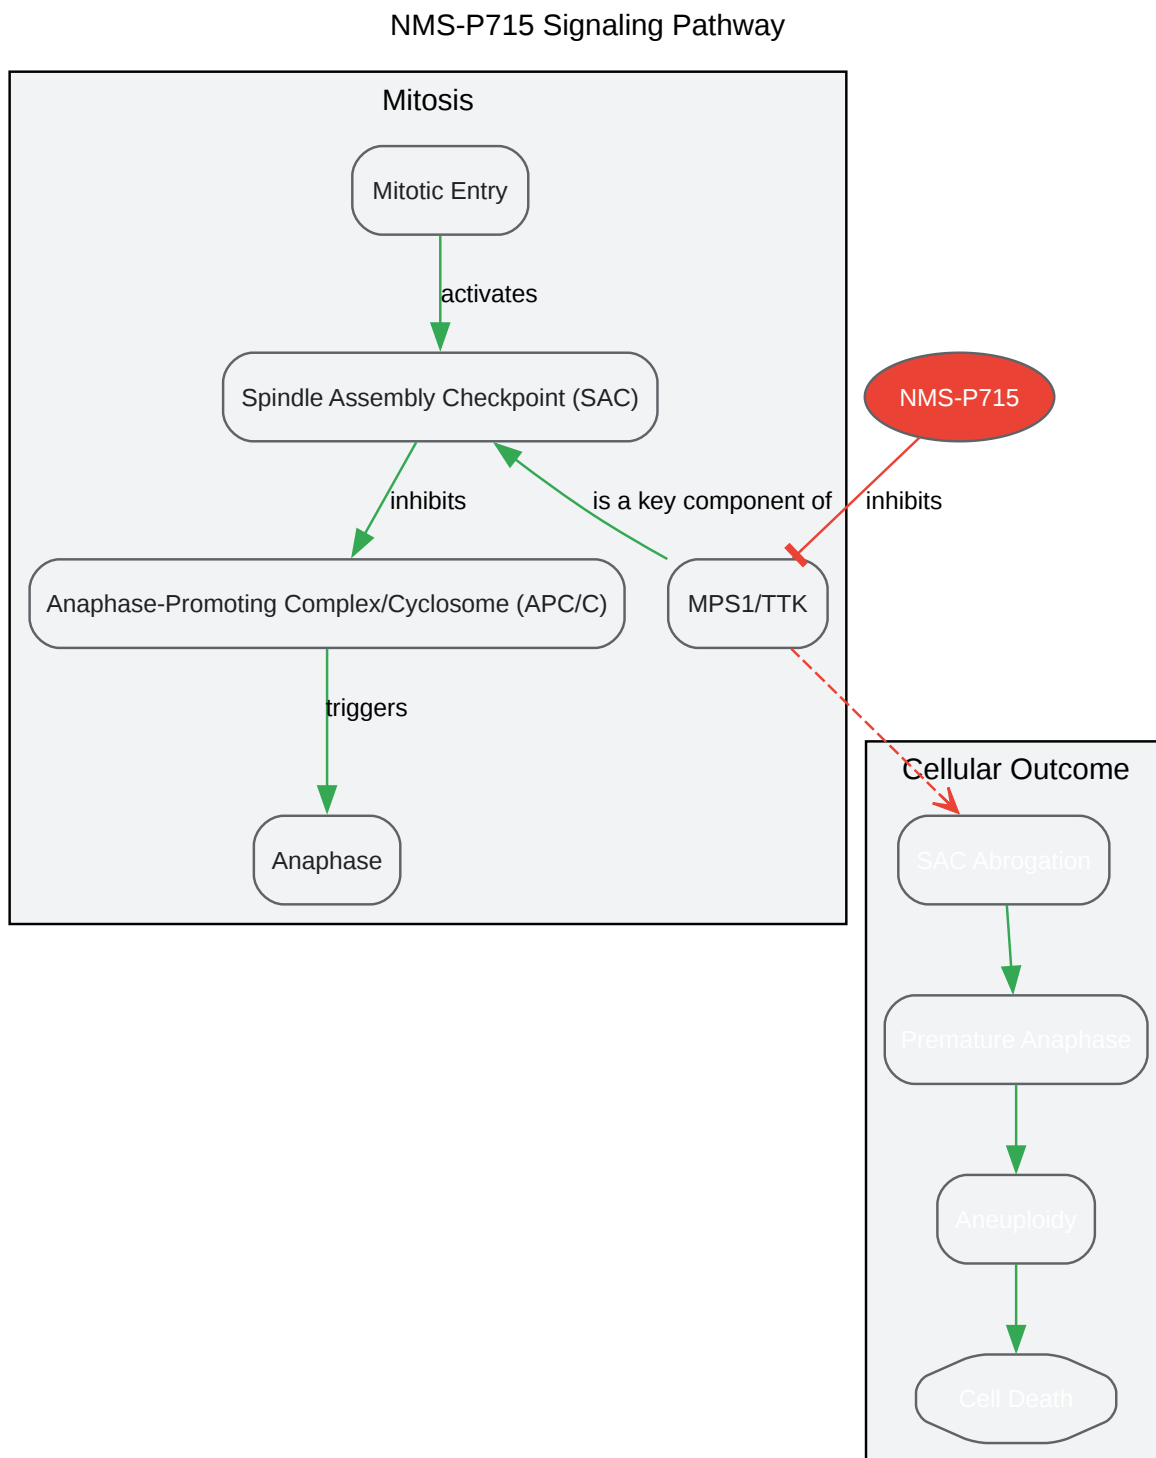 NMS-P715 Signaling Pathway
Mitosis
Mitotic Entry
activates
Spindle Assembly Checkpoint (SAC)
NMS-P715
inhibits
is a key component of
inhibits
Anaphase-Promoting Complex/Cyclosome (APC/C)
MPS1/TTK
triggers
Cellular Outcome
Anaphase
SAC Abrogation
Premature Anaphase
Aneuploidy
Cell Death